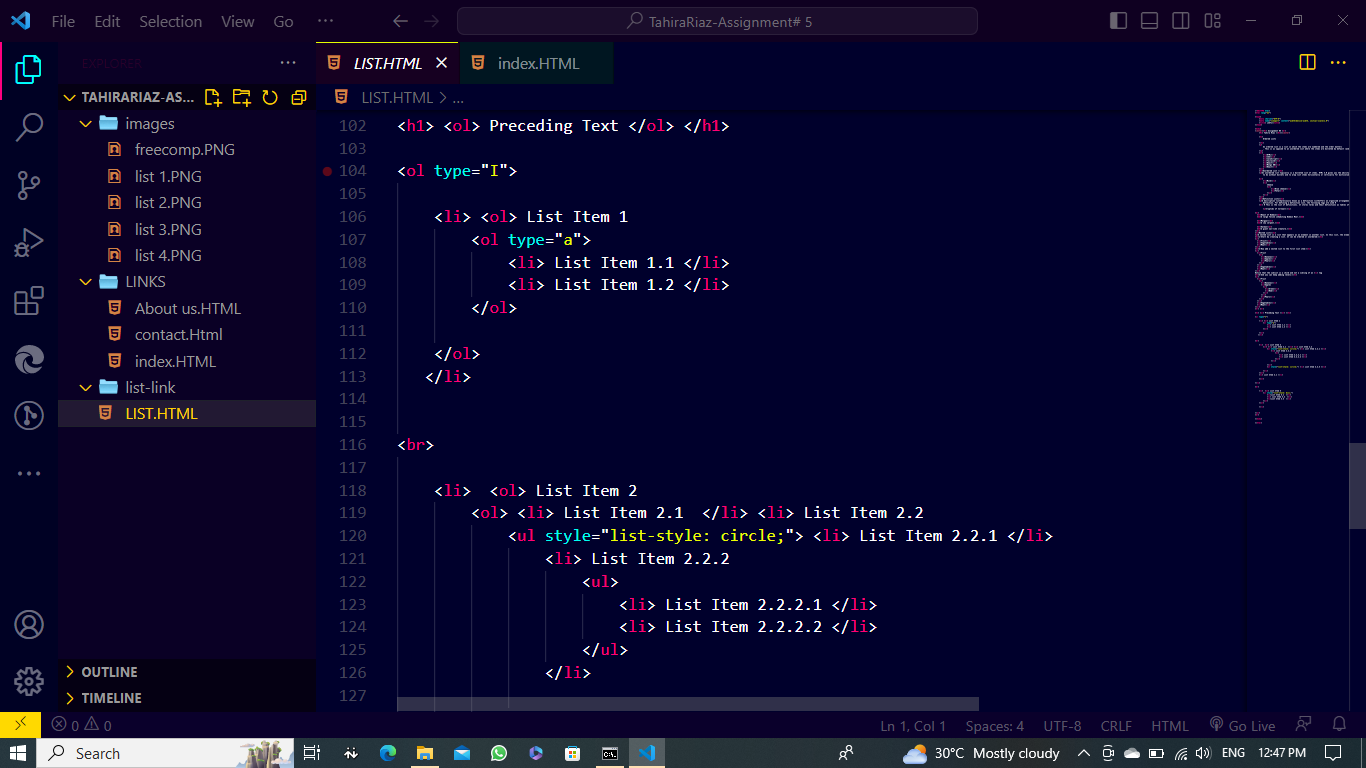 File Edit Selection View Go ··· TahiraRiaz-Assignment# 5
EXPLORER ···
TAHIRARIAZ-AS...
images
freecomp.PNG
list 1.PNG
list 2.PNG
list 3.PNG
list 4.PNG
LINKS
About us.HTML
contact.Html
index.HTML
list-link
LIST.HTML
OUTLINE
TIMELINE
LIST.HTML × index.HTML ···
LIST.HTML > ...
102 <h1> <ol> Preceding Text </ol> </h1>
103
104 <ol type="I">
105
106 <li> <ol> List Item 1
107 <ol type="a">
108 <li> List Item 1.1 </li>
109 <li> List Item 1.2 </li>
110 </ol>
111
112 </ol>
113 </li>
114
115
116 <br>
117
118 <li>  <ol> List Item 2
119 <ol> <li> List Item 2.1  </li> <li> List Item 2.2
120 <ul style="list-style: circle;"> <li> List Item 2.2.1 </li>
121 <li> List Item 2.2.2
122 <ul>
123 <li> List Item 2.2.2.1 </li>
124 <li> List Item 2.2.2.2 </li>
125 </ul>
126 </li>
127
0 0 Ln 1, Col 1 Spaces: 4 UTF-8 CRLF HTML Go Live
Search 30°C Mostly cloudy ENG 12:47 PM